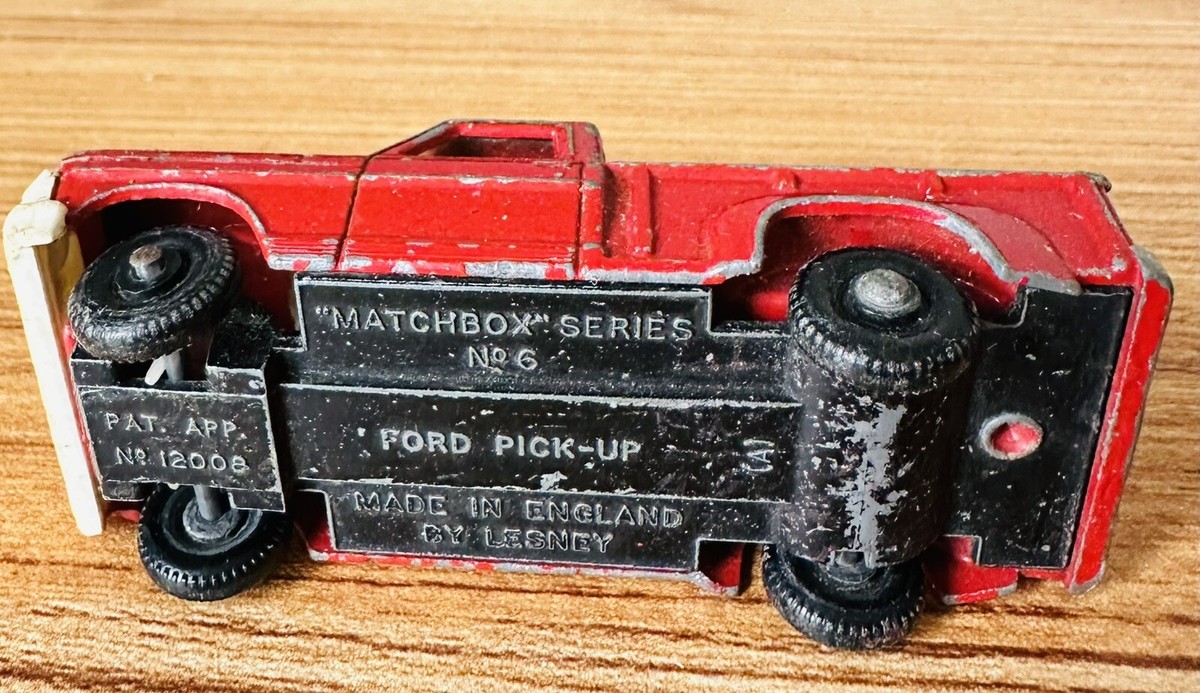 "MATCHBOX" SERIES
Nº 6
PAT. APP.
Nº 12008
FORD PICK-UP
MADE IN ENGLAND
BY LESNEY